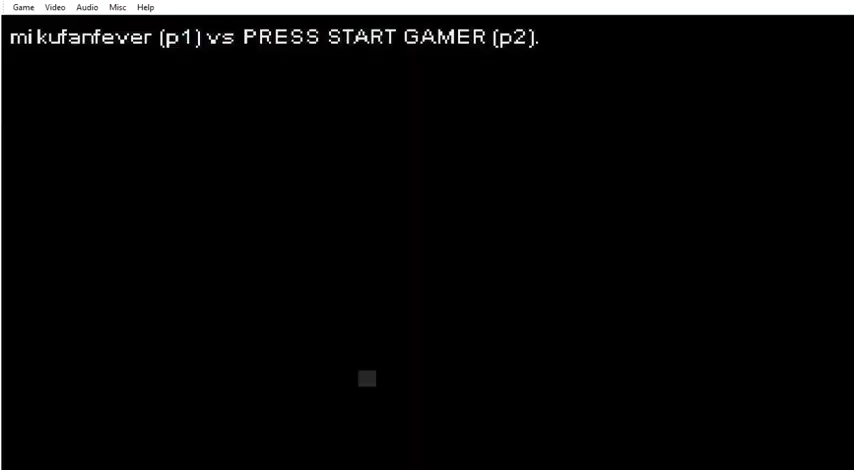 Game Video Audio Misc Help
mikufanfever (p1) vs PRESS START GAMER (p2).